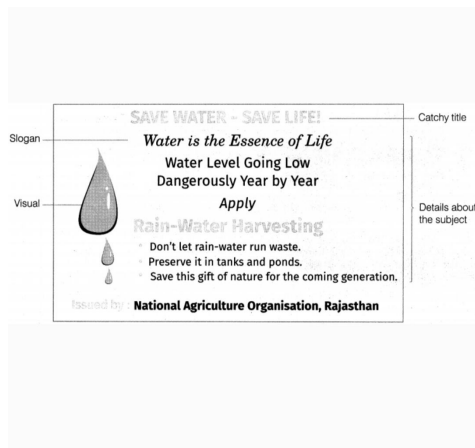 SAVE WATER - SAVE LIFE!
Catchy title
Slogan
Water is the Essence of Life
Water Level Going Low
Dangerously Year by Year
Visual
Apply
Details about
the subject
Rain-Water Harvesting
Don't let rain-water run waste.
Preserve it in tanks and ponds.
Save this gift of nature for the coming generation.
Issued by National Agriculture Organisation, Rajasthan